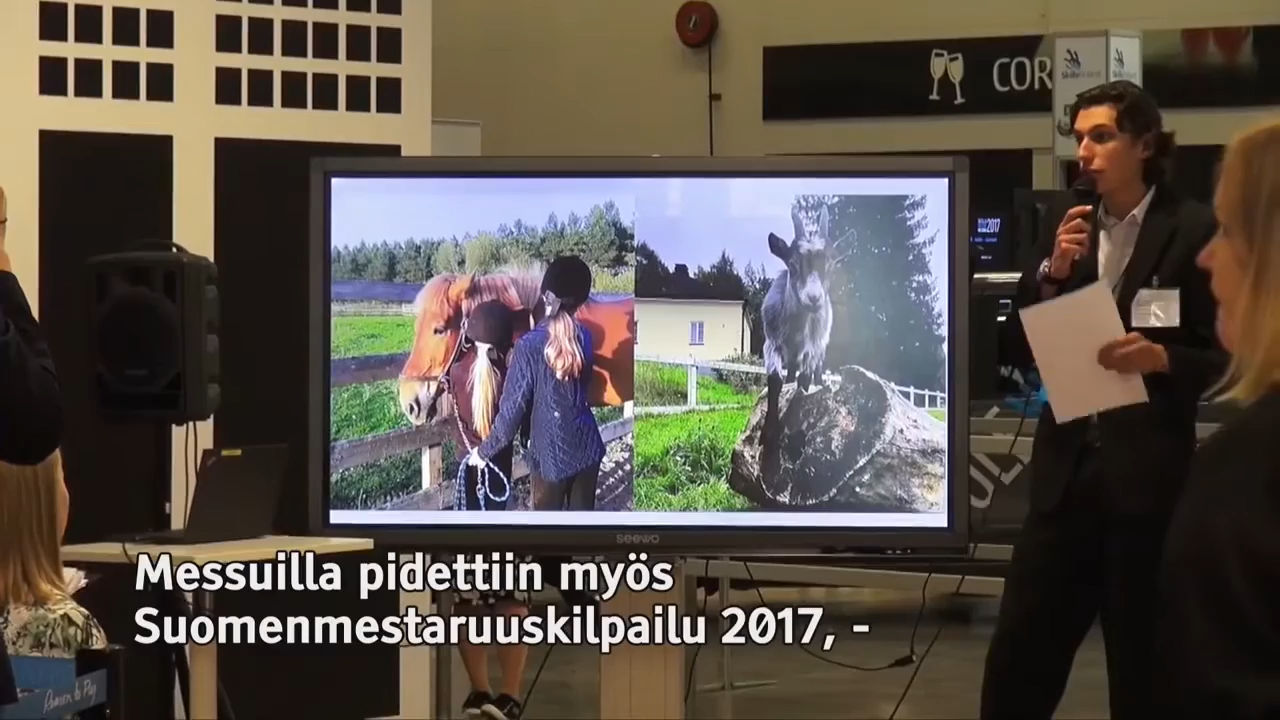 COR
2017
seewo
Messuilla pidettiin myös
Suomenmestaruuskilpailu 2017, -